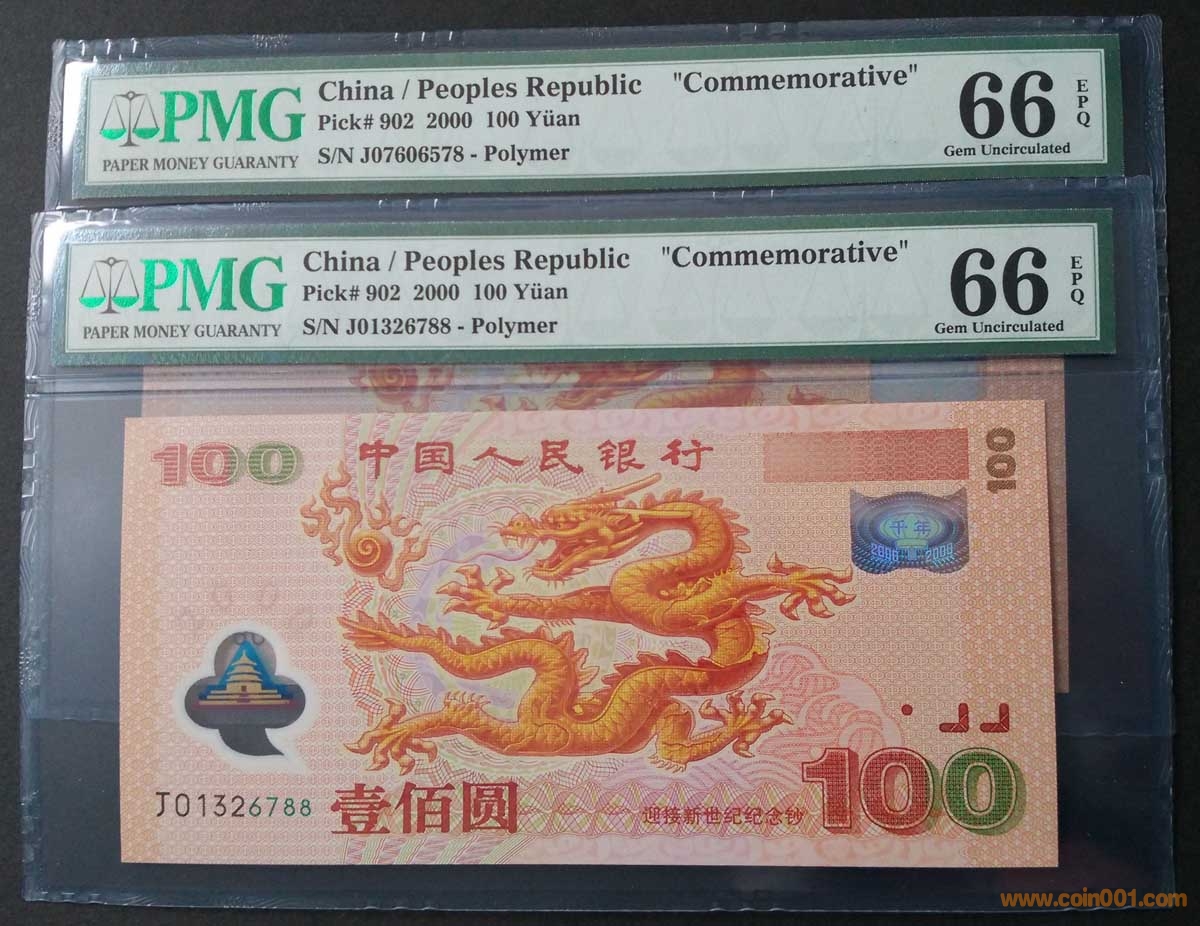 PMG
PAPER MONEY GUARANTY
China / Peoples Republic "Commemorative"
Pick# 902 2000 100 Yüan
S/N J07606578 - Polymer
66 EPQ
Gem Uncirculated
PMG
PAPER MONEY GUARANTY
China / Peoples Republic "Commemorative"
Pick# 902 2000 100 Yüan
S/N J01326788 - Polymer
66 EPQ
Gem Uncirculated
100
中国人民银行
100
千年
2000 2000
J01326788
壹佰圆
迎接新世纪纪念钞
100
www.coin001.com